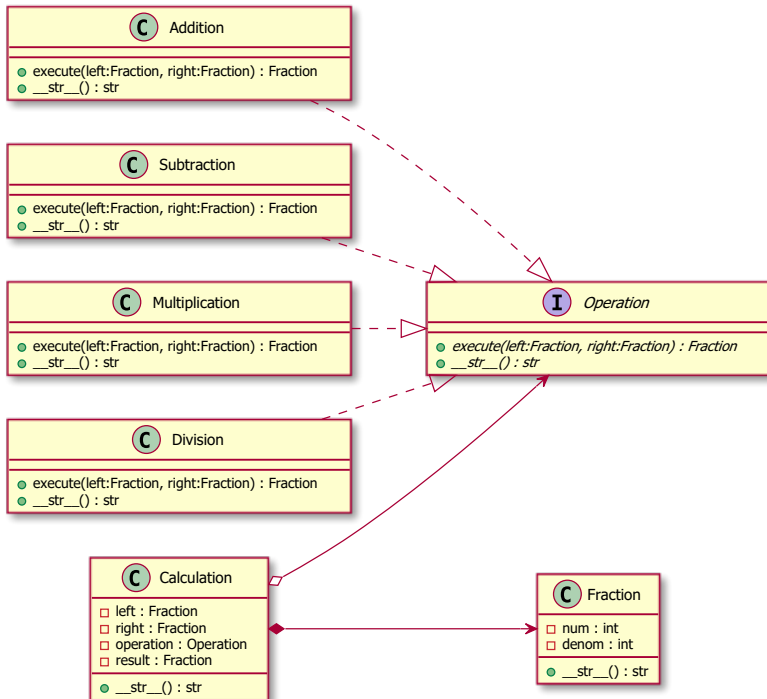 C Addition
execute(left:Fraction, right:Fraction) : Fraction
__str__() : str
C Subtraction
execute(left:Fraction, right:Fraction) : Fraction
__str__() : str
C Multiplication
execute(left:Fraction, right:Fraction) : Fraction
__str__() : str
I Operation
execute(left:Fraction, right:Fraction) : Fraction
__str__() : str
C Division
execute(left:Fraction, right:Fraction) : Fraction
__str__() : str
C Calculation
left : Fraction
right : Fraction
operation : Operation
result : Fraction
__str__() : str
C Fraction
num : int
denom : int
__str__() : str